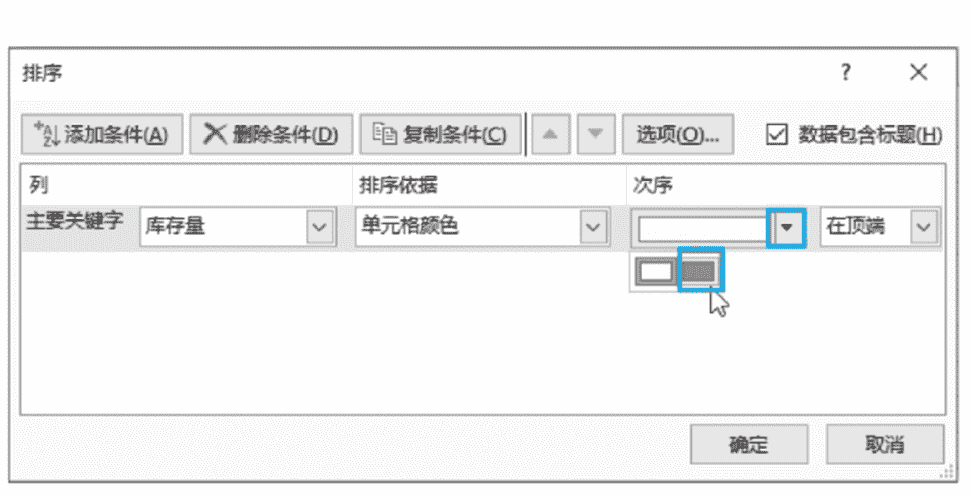 排序 ?
添加条件(A) 删除条件(D) 复制条件(C) 选项(O)... 数据包含标题(H)
列 排序依据 次序
主要关键字 库存量 单元格颜色 在顶端
确定 取消